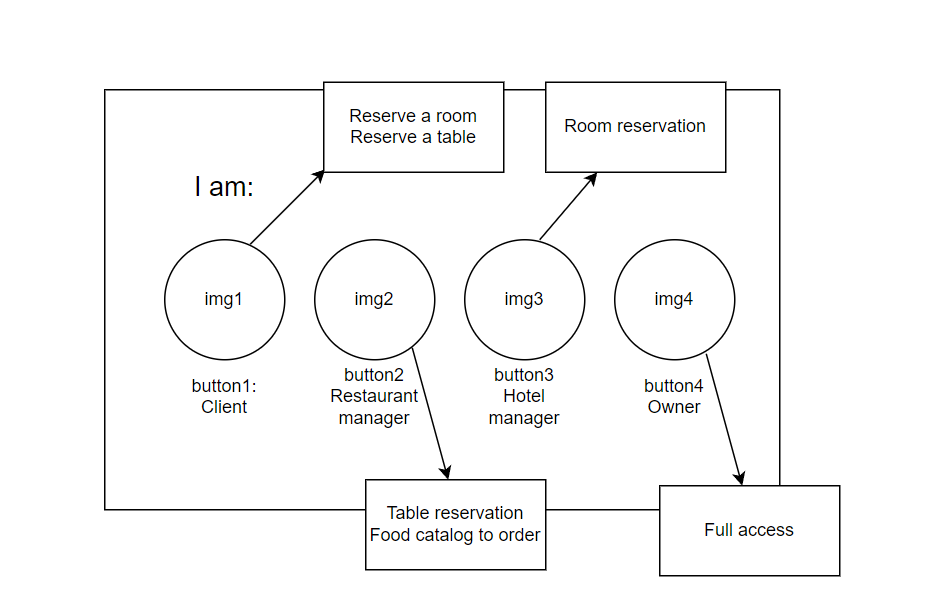 Reserve a room
Reserve a table
Room reservation
I am:
img1
img2
img3
img4
button1:
Client
button2
Restaurant
manager
button3
Hotel
manager
button4
Owner
Table reservation
Food catalog to order
Full access